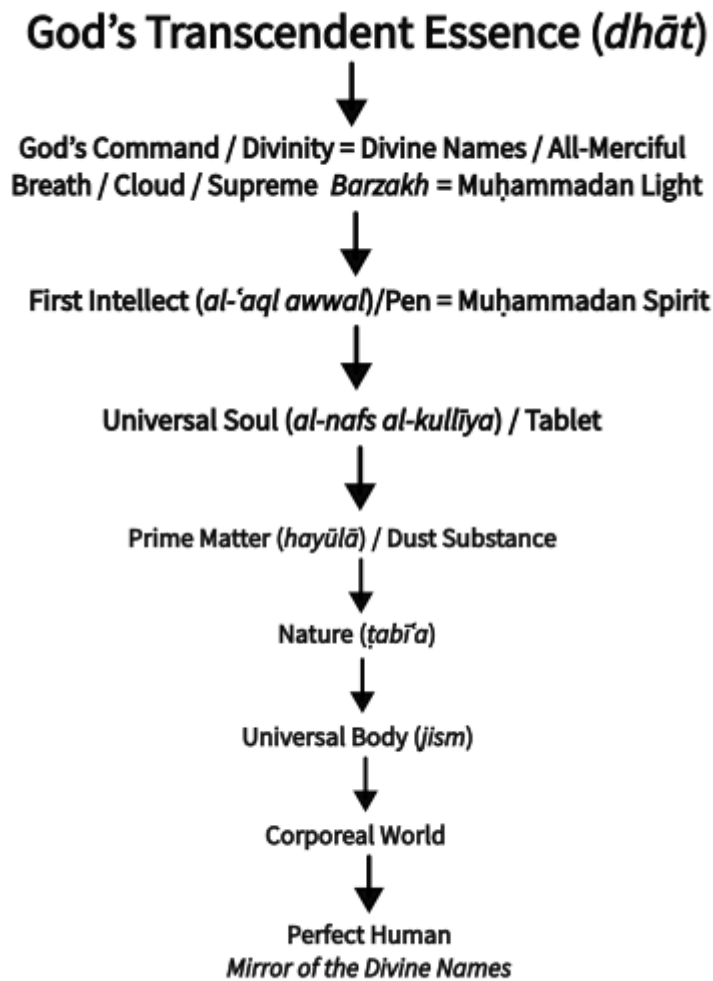 God’s Transcendent Essence (dhāt)
God’s Command / Divinity = Divine Names / All-Merciful
Breath / Cloud / Supreme Barzakh = Muḥammadan Light
First Intellect (al-ʿaql awwal)/Pen = Muḥammadan Spirit
Universal Soul (al-nafs al-kullīya) / Tablet
Prime Matter (hayūlā) / Dust Substance
Nature (ṭabīʿa)
Universal Body (jism)
Corporeal World
Perfect Human
Mirror of the Divine Names